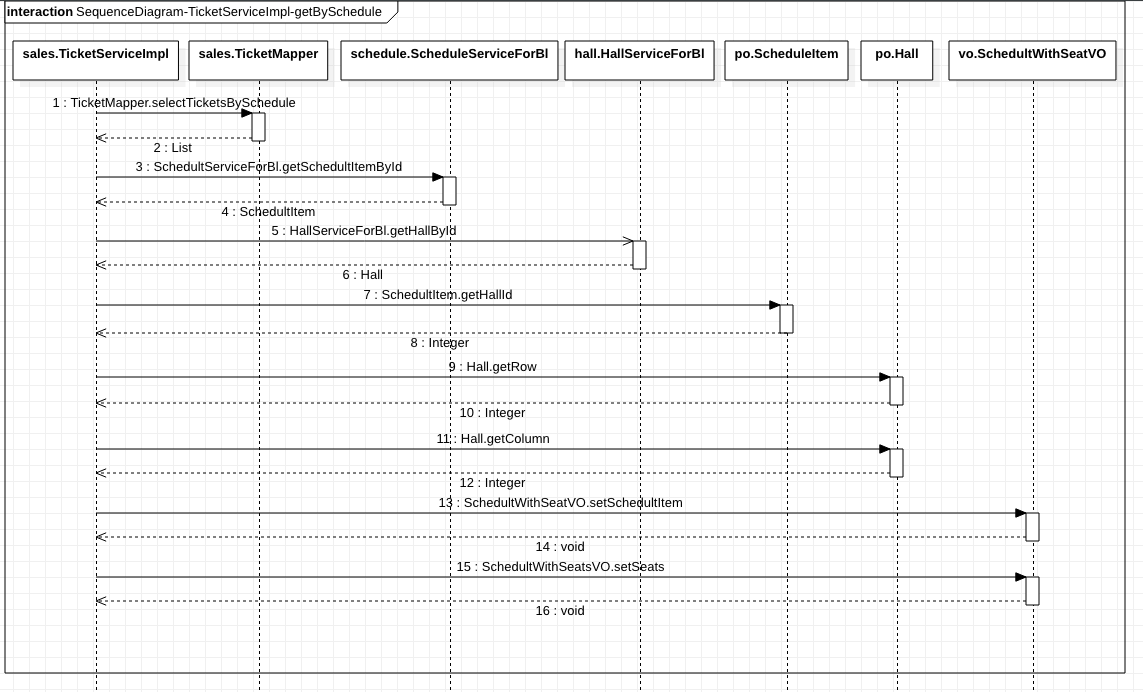 interaction SequenceDiagram-TicketServiceImpl-getBySchedule
sales.TicketServiceImpl sales.TicketMapper schedule.ScheduleServiceForBl hall.HallServiceForBl po.ScheduleItem po.Hall vo.SchedultWithSeatVO
1 : TicketMapper.selectTicketsBySchedule
2 : List
3 : SchedultServiceForBl.getSchedultItemById
4 : SchedultItem
5 : HallServiceForBl.getHallById
6 : Hall
7 : SchedultItem.getHallId
8 : Integer
9 : Hall.getRow
10 : Integer
11 : Hall.getColumn
12 : Integer
13 : SchedultWithSeatVO.setSchedultItem
14 : void
15 : SchedultWithSeatsVO.setSeats
16 : void